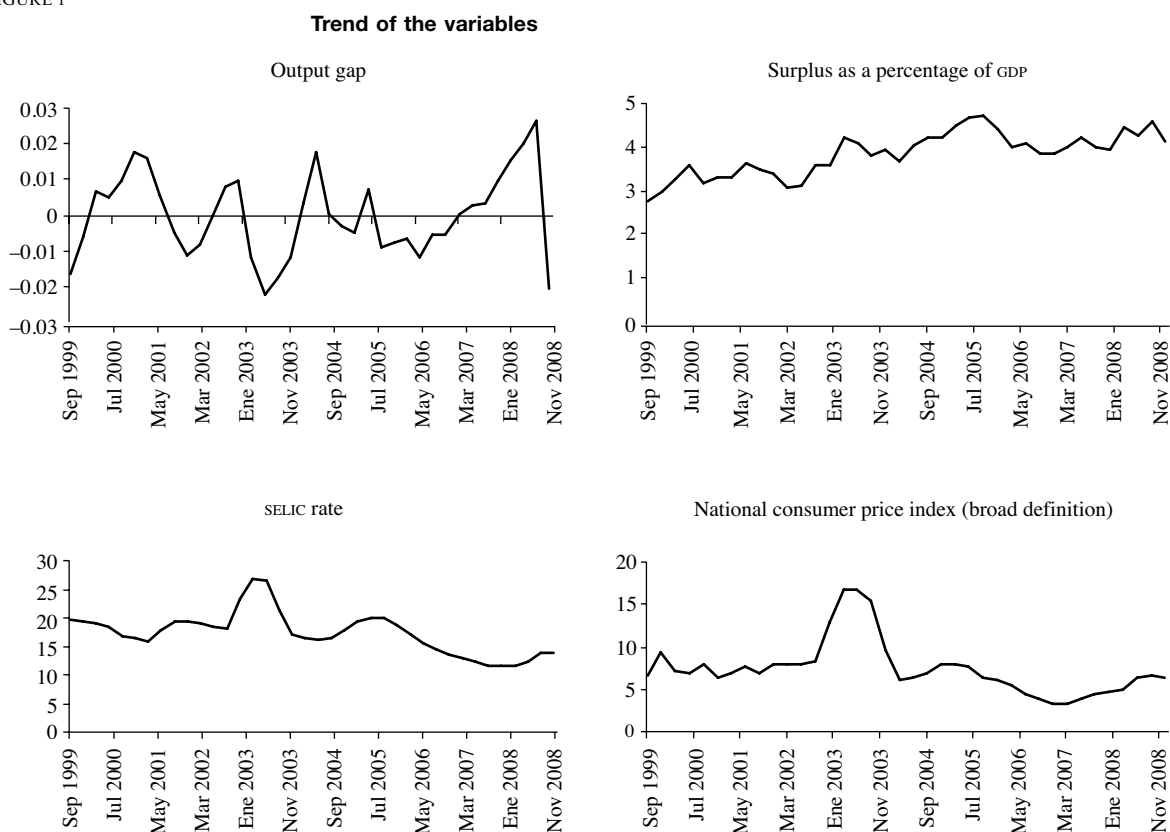 Trend of the variables
Output gap
0.03
0.02
0.01
0
–0.01
–0.02
–0.03
Sep 1999
Jul 2000
May 2001
Mar 2002
Ene 2003
Nov 2003
Sep 2004
Jul 2005
May 2006
Mar 2007
Ene 2008
Nov 2008
Surplus as a percentage of GDP
5
4
3
2
1
0
Sep 1999
Jul 2000
May 2001
Mar 2002
Ene 2003
Nov 2003
Sep 2004
Jul 2005
May 2006
Mar 2007
Ene 2008
Nov 2008
SELIC rate
30
25
20
15
10
5
0
Sep 1999
Jul 2000
May 2001
Mar 2002
Ene 2003
Nov 2003
Sep 2004
Jul 2005
May 2006
Mar 2007
Ene 2008
Nov 2008
National consumer price index (broad definition)
20
15
10
5
0
Sep 1999
Jul 2000
May 2001
Mar 2002
Ene 2003
Nov 2003
Sep 2004
Jul 2005
May 2006
Mar 2007
Ene 2008
Nov 2008